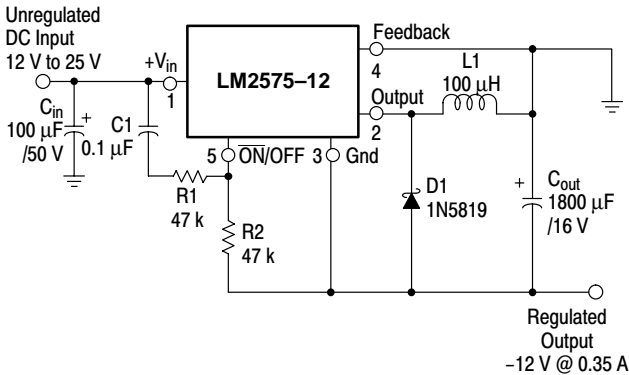 Unregulated
DC Input
12 V to 25 V
+Vin
1
LM2575–12
Feedback
4
Output
2
L1
100 μH
Cin
100 μF
/50 V
+
C1
0.1 μF
5
ON/OFF
3
Gnd
R1
47 k
R2
47 k
D1
1N5819
+
Cout
1800 μF
/16 V
Regulated
Output
–12 V @ 0.35 A